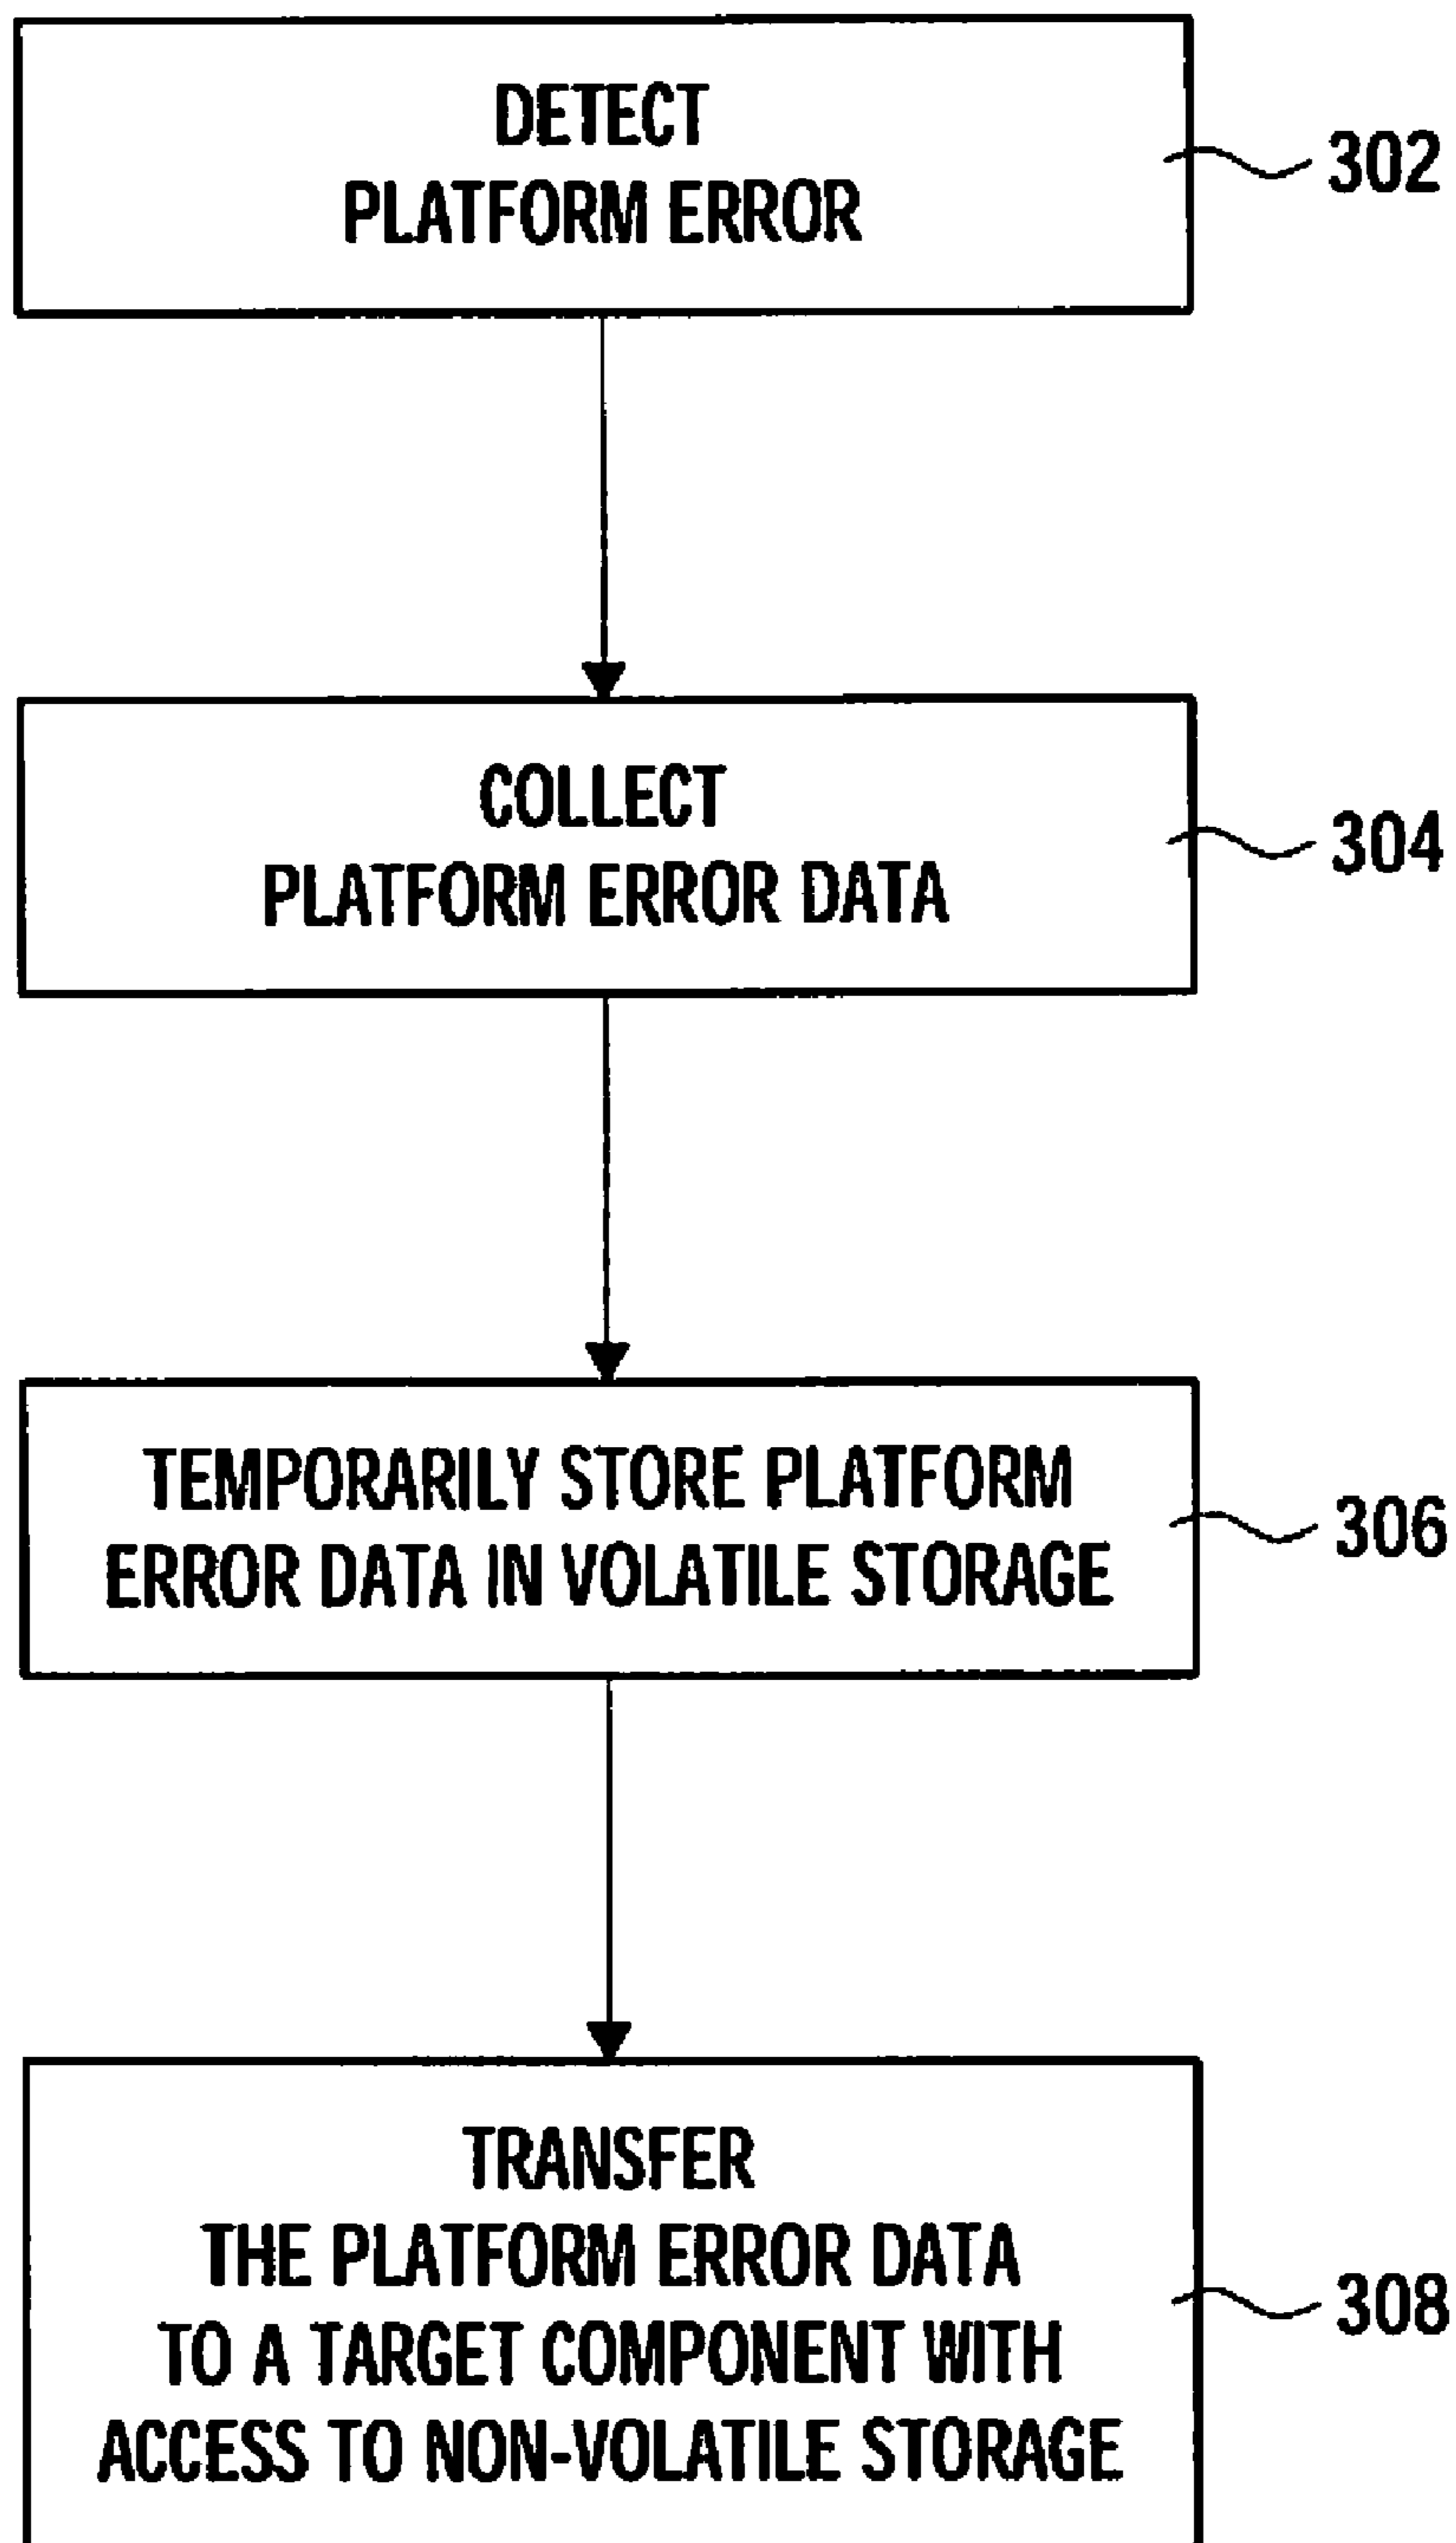 DETECT
PLATFORM ERROR
302
COLLECT
PLATFORM ERROR DATA
304
TEMPORARILY STORE PLATFORM
ERROR DATA IN VOLATILE STORAGE
306
TRANSFER
THE PLATFORM ERROR DATA
TO A TARGET COMPONENT WITH
ACCESS TO NON-VOLATILE STORAGE
308